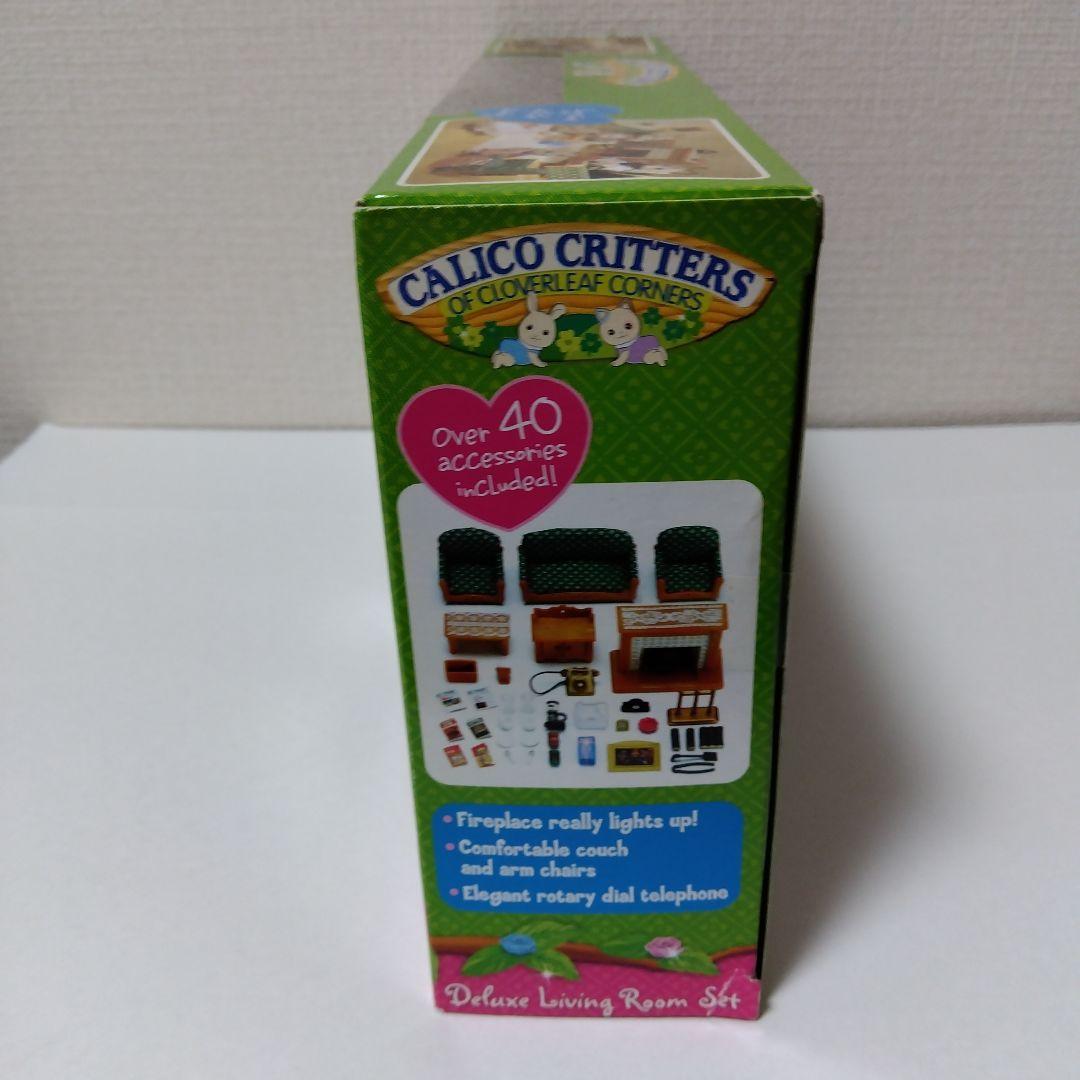 CALICO CRITTERS
OF CLOVERLEAF CORNERS
Over 40
accessories
included!
• Fireplace really lights up!
• Comfortable couch
and arm chairs
• Elegant rotary dial telephone
Deluxe Living Room Set